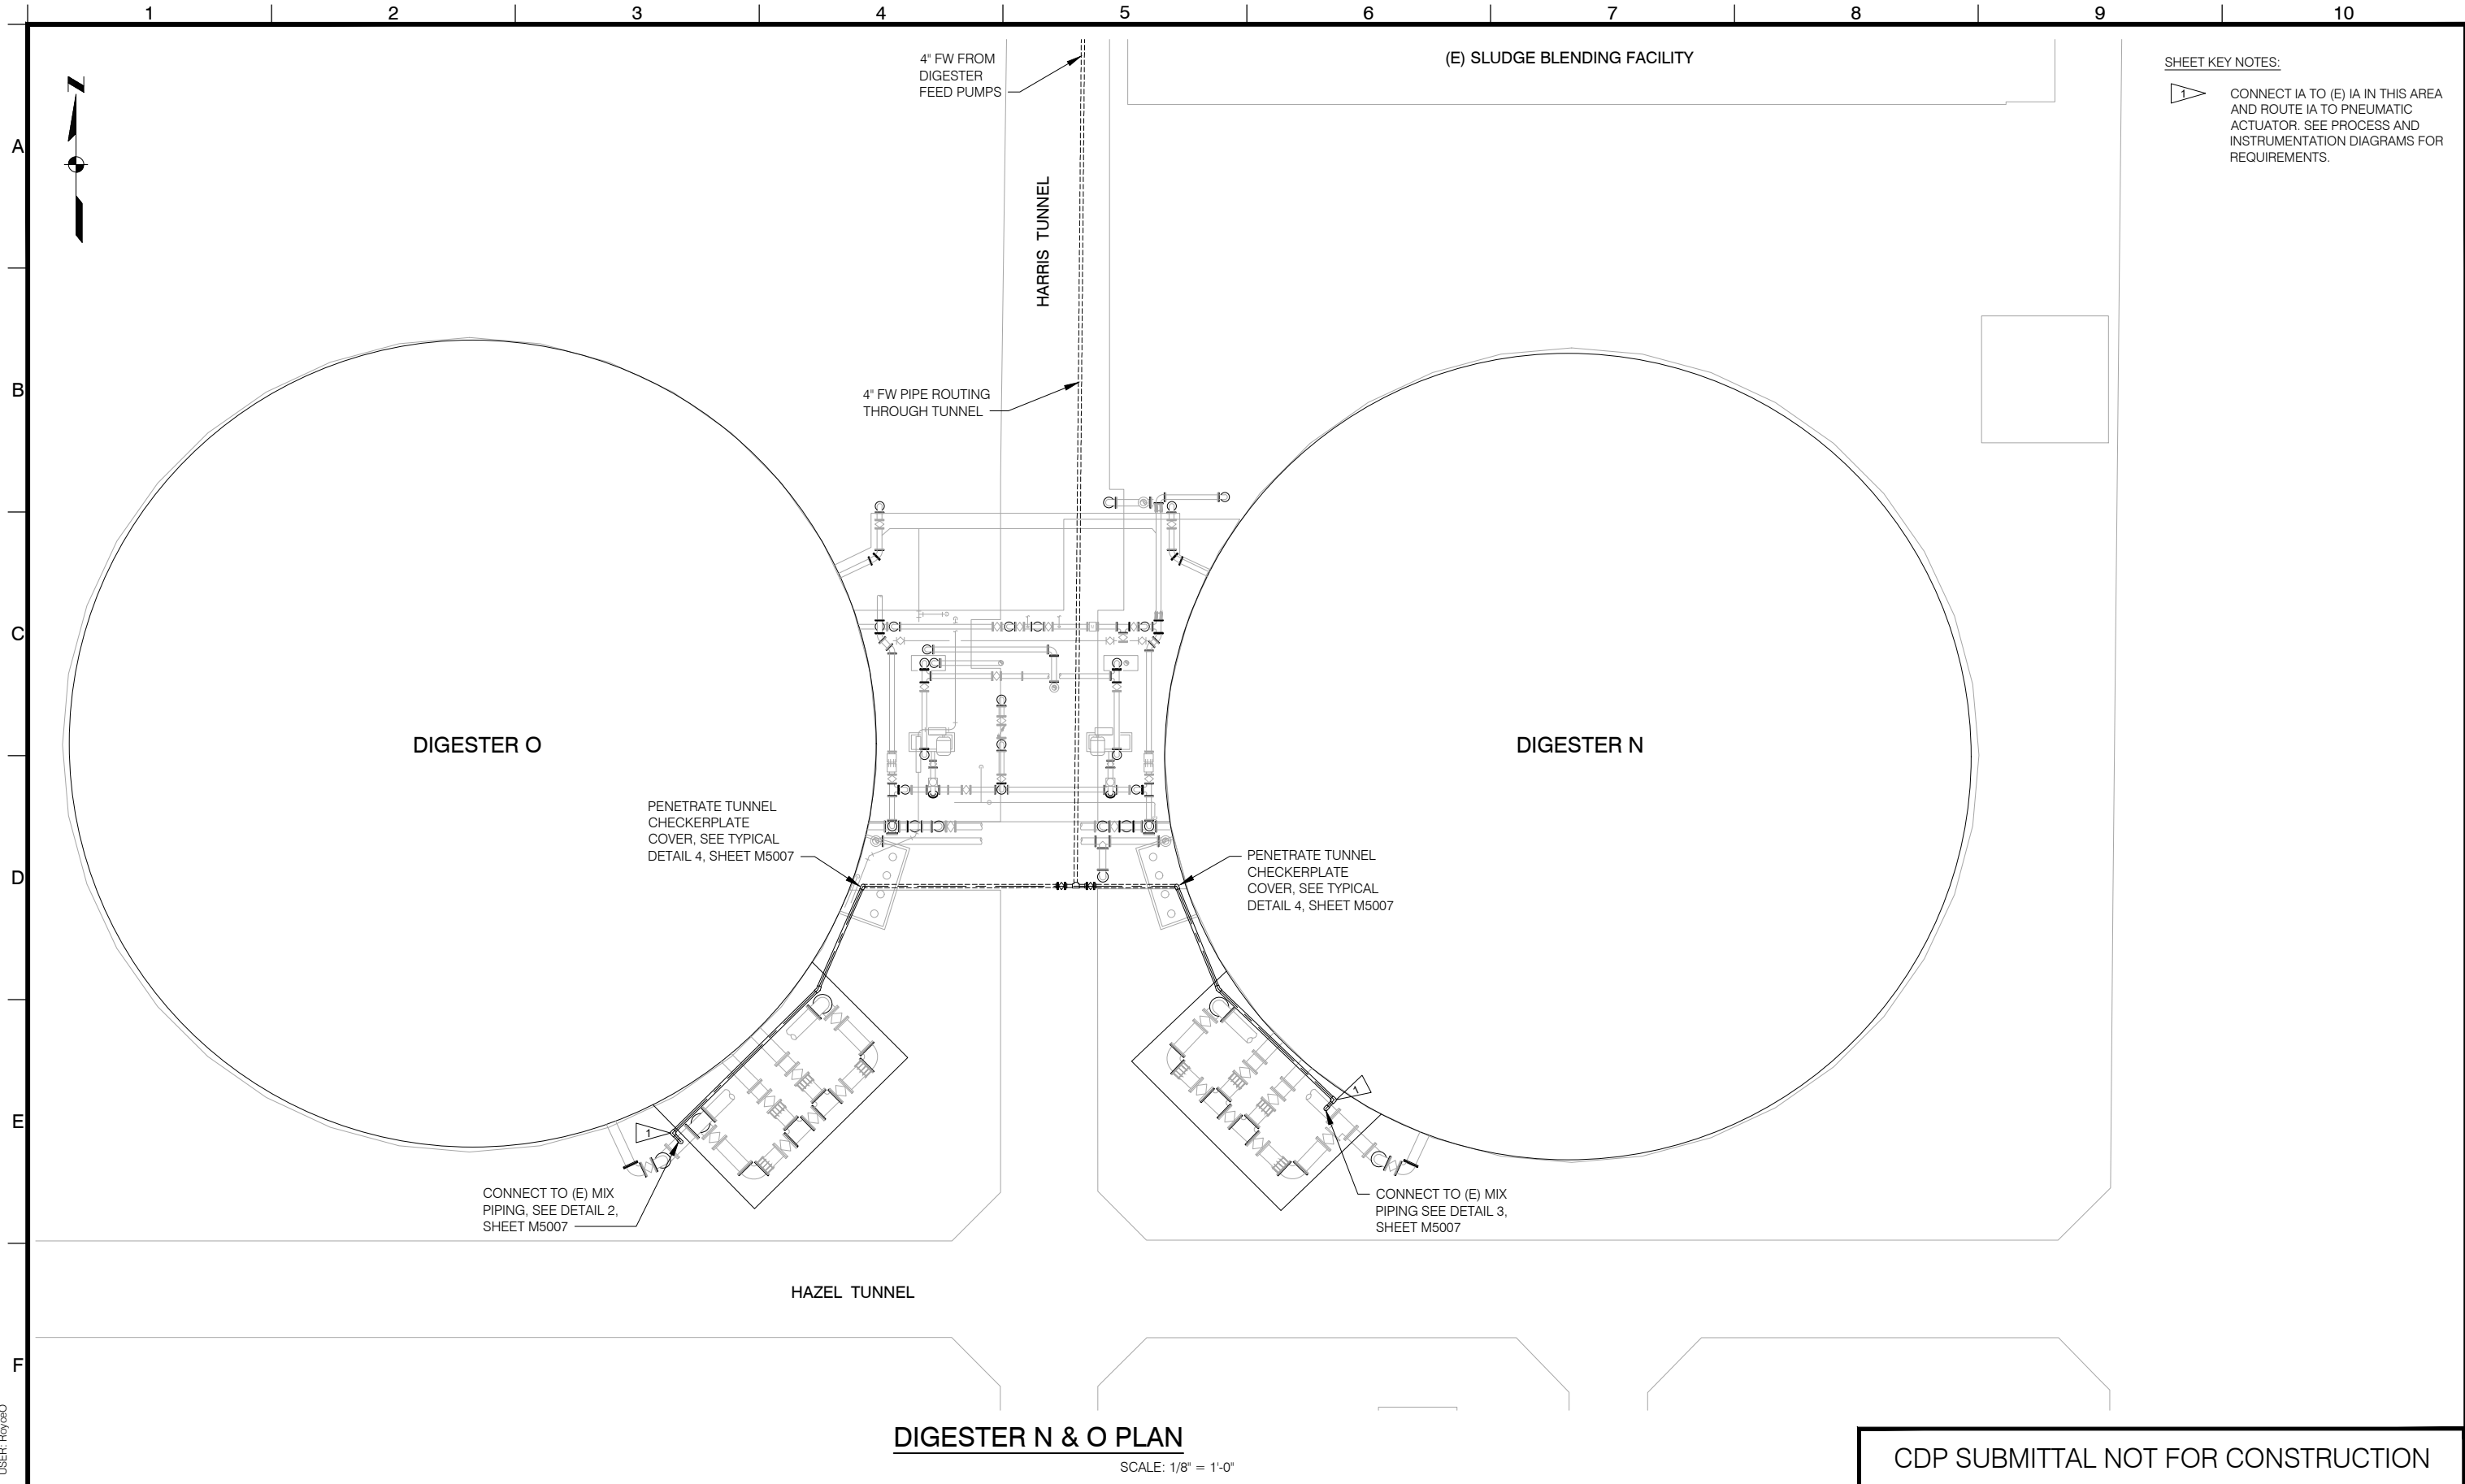 1 2 3 4 5 6 7 8 9 10
A
B
C
D
E
F
N
4" FW FROM
DIGESTER
FEED PUMPS
(E) SLUDGE BLENDING FACILITY
SHEET KEY NOTES:
1 CONNECT IA TO (E) IA IN THIS AREA
AND ROUTE IA TO PNEUMATIC
ACTUATOR. SEE PROCESS AND
INSTRUMENTATION DIAGRAMS FOR
REQUIREMENTS.
HARRIS TUNNEL
4" FW PIPE ROUTING
THROUGH TUNNEL
DIGESTER O
DIGESTER N
PENETRATE TUNNEL
CHECKERPLATE
COVER, SEE TYPICAL
DETAIL 4, SHEET M5007
PENETRATE TUNNEL
CHECKERPLATE
COVER, SEE TYPICAL
DETAIL 4, SHEET M5007
1
1
CONNECT TO (E) MIX
PIPING, SEE DETAIL 2,
SHEET M5007
CONNECT TO (E) MIX
PIPING SEE DETAIL 3,
SHEET M5007
HAZEL TUNNEL
DIGESTER N & O PLAN
SCALE: 1/8" = 1'-0"
CDP SUBMITTAL NOT FOR CONSTRUCTION
USER: RoyceO